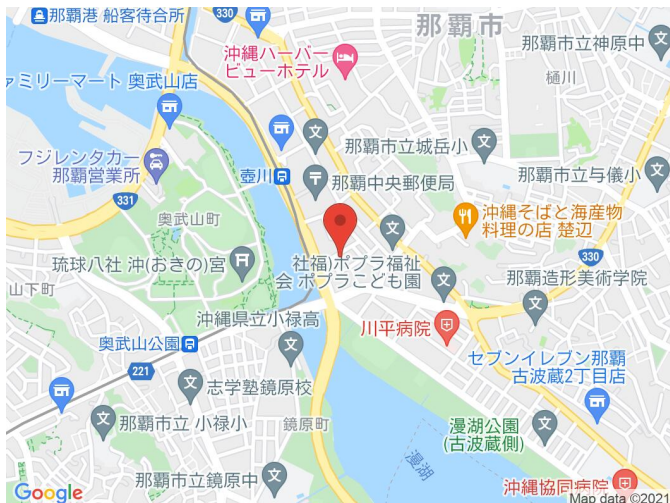 那覇港 船客待合所
330
那覇市
那覇市立神原中
沖縄ハーバー
ビューホテル
樋川
ァミリーマート 奥武山店
那覇市立城岳小
フジレンタカー
那覇営業所
壺川
那覇中央郵便局
那覇市立与儀小
331
奥武山町
沖縄そばと海産物
料理の店 楚辺
琉球八社 沖(おきの)宮
社福)ポプラ福祉
会 ポプラこども園
330
山下町
那覇造形美術学院
沖縄県立小禄高
川平病院
奥武山公園
セブンイレブン那覇
古波蔵2丁目店
221
志学塾鏡原校
那覇市立 小禄小
鏡原町
漫湖公園
(古波蔵側)
漫湖
那覇市立鏡原中
沖縄協同病院
Google
Map data ©2021